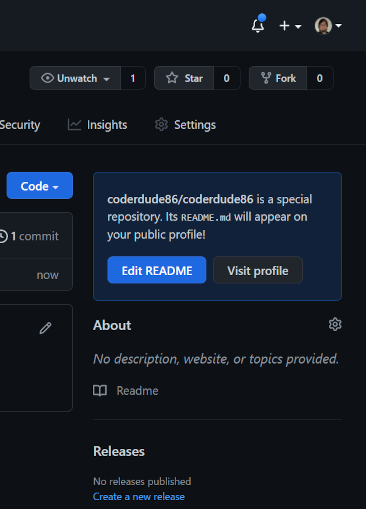 Unwatch 1 Star 0 Fork 0
Security Insights Settings
Code
coderdude86/coderdude86 is a special
repository. Its README.md will appear on
your public profile!
Edit README Visit profile
1 commit
now
About
No description, website, or topics provided.
Readme
Releases
No releases published
Create a new release